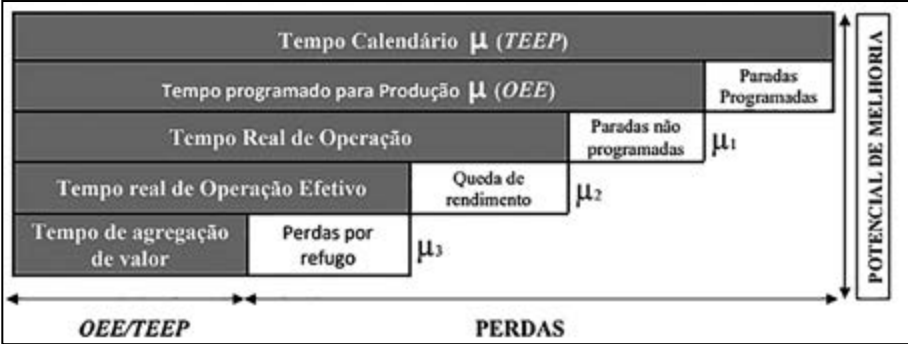 Tempo Calendário μ (TEEP)
Tempo programado para Produção μ (OEE)
Paradas
Programadas
Tempo Real de Operação
Paradas não
programadas
μ1
Tempo real de Operação Efetivo
Queda de
rendimento
μ2
Tempo de agregação
de valor
Perdas por
refugo
μ3
OEE/TEEP
PERDAS
POTENCIAL DE MELHORIA